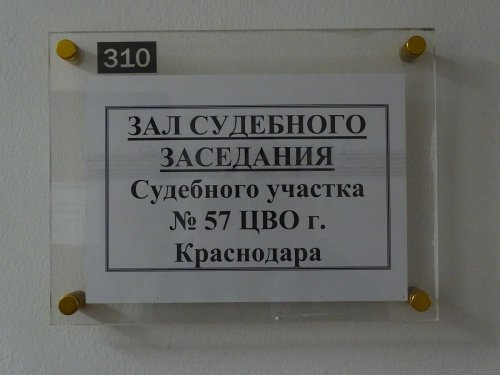 310
ЗАЛ СУДЕБНОГО
ЗАСЕДАНИЯ
Судебного участка
№ 57 ЦВО г.
Краснодара